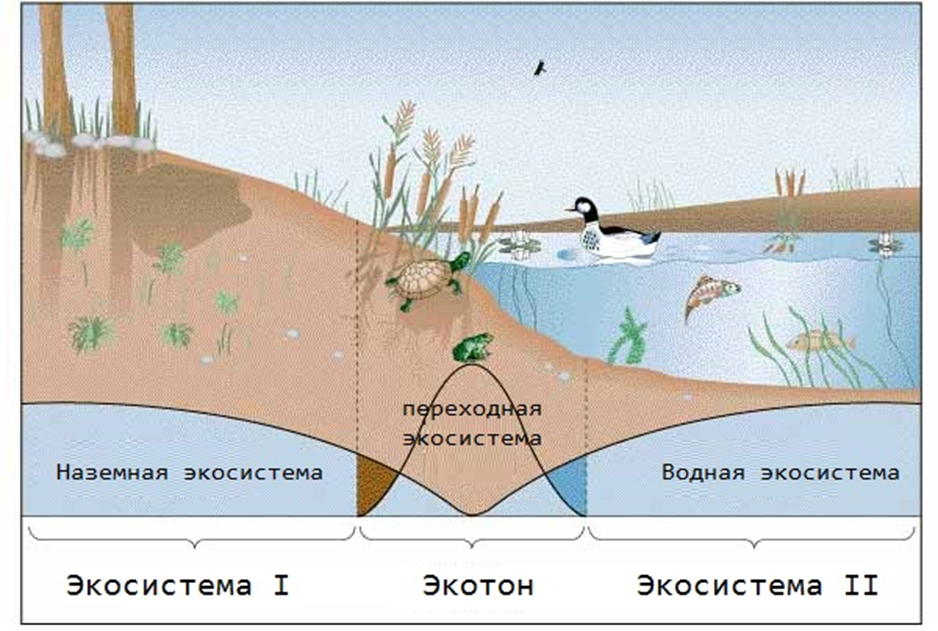 переходная
экосистема
Наземная экосистема
Водная экосистема
Экосистема I
Экотон
Экосистема II